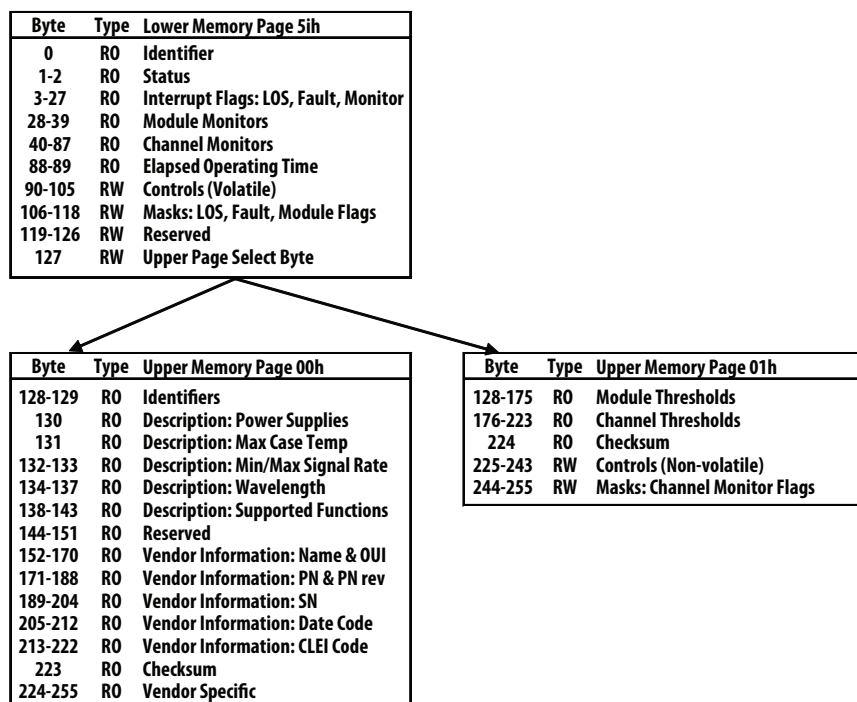 Byte Type Lower Memory Page 5ih
0 RO Identifier
1-2 RO Status
3-27 RO Interrupt Flags: LOS, Fault, Monitor
28-39 RO Module Monitors
40-87 RO Channel Monitors
88-89 RO Elapsed Operating Time
90-105 RW Controls (Volatile)
106-118 RW Masks: LOS, Fault, Module Flags
119-126 RW Reserved
127 RW Upper Page Select Byte
Byte Type Upper Memory Page 00h
128-129 RO Identifiers
130 RO Description: Power Supplies
131 RO Description: Max Case Temp
132-133 RO Description: Min/Max Signal Rate
134-137 RO Description: Wavelength
138-143 RO Description: Supported Functions
144-151 RO Reserved
152-170 RO Vendor Information: Name & OUI
171-188 RO Vendor Information: PN & PN rev
189-204 RO Vendor Information: SN
205-212 RO Vendor Information: Date Code
213-222 RO Vendor Information: CLEI Code
223 RO Checksum
224-255 RO Vendor Specific
Byte Type Upper Memory Page 01h
128-175 RO Module Thresholds
176-223 RO Channel Thresholds
224 RO Checksum
225-243 RW Controls (Non-volatile)
244-255 RW Masks: Channel Monitor Flags